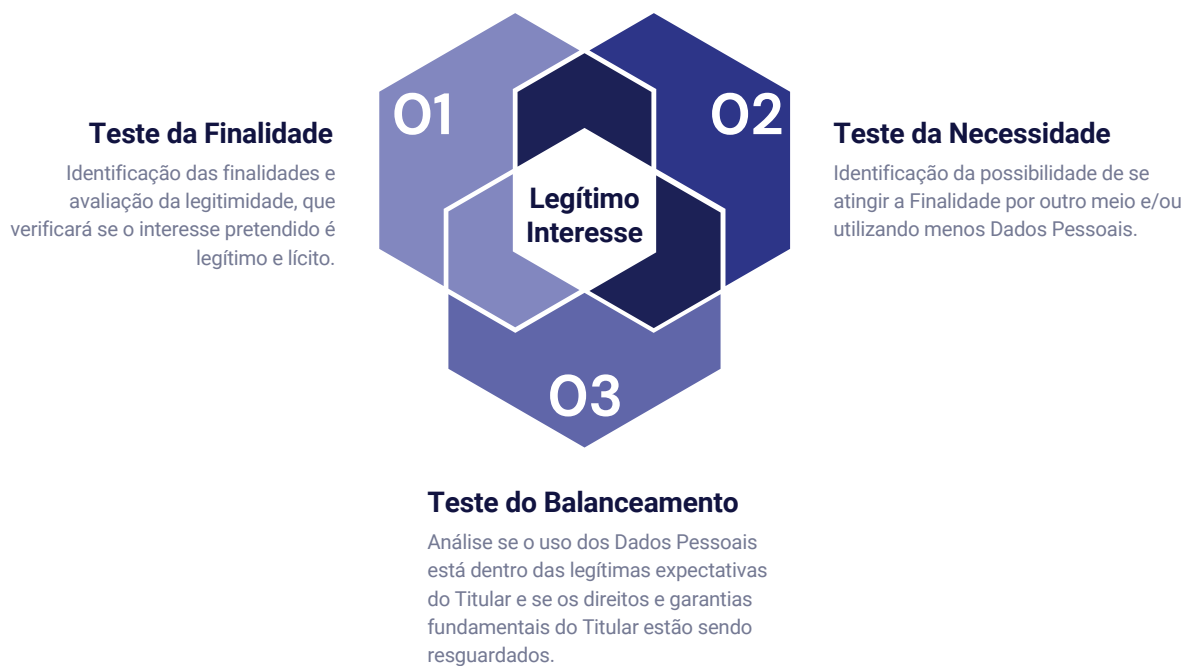 01
Teste da Finalidade
Identificação das finalidades e
avaliação da legitimidade, que
verificará se o interesse pretendido é
legítimo e lícito.
02
Teste da Necessidade
Identificação da possibilidade de se
atingir a Finalidade por outro meio e/ou
utilizando menos Dados Pessoais.
Legítimo
Interesse
03
Teste do Balanceamento
Análise se o uso dos Dados Pessoais
está dentro das legítimas expectativas
do Titular e se os direitos e garantias
fundamentais do Titular estão sendo
resguardados.